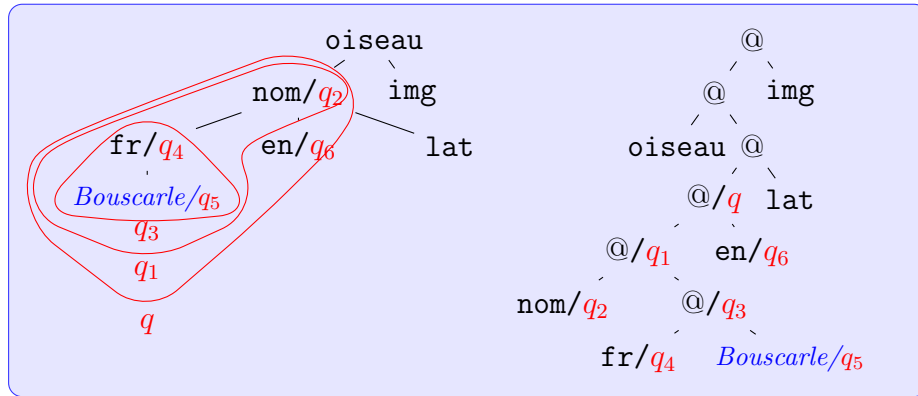 oiseau
nom/q2 img
fr/q4 en/q6 lat
Bouscarle/q5
q3
q1
q
@
@ img
oiseau @
@/q lat
@/q1 en/q6
nom/q2 @/q3
fr/q4 Bouscarle/q5